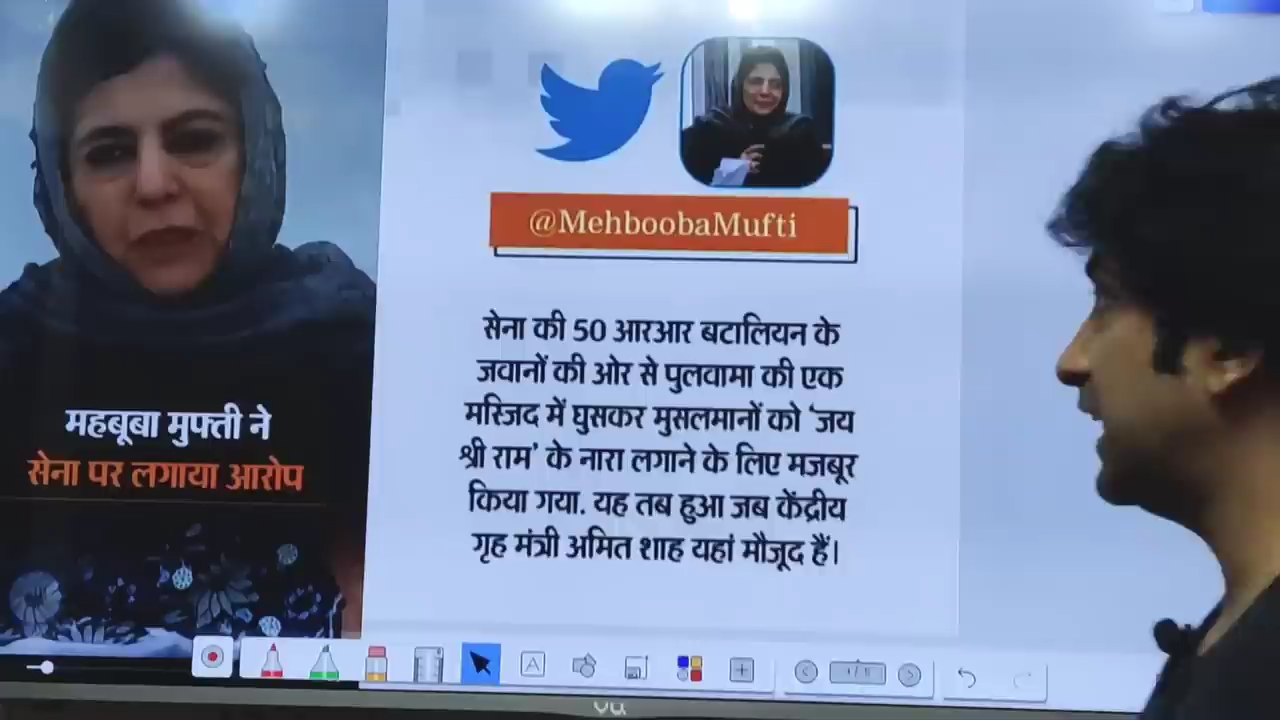 @MehboobaMufti
सेना की 50 आरआर बटालियन के
जवानों की ओर से पुलवामा की एक
मस्जिद में घुसकर मुसलमानों को ‘जय
श्री राम’ के नारा लगाने के लिए मजबूर
किया गया. यह तब हुआ जब केंद्रीय
गृह मंत्री अमित शाह यहां मौजूद हैं।
महबूबा मुफ्ती ने
सेना पर लगाया आरोप
A